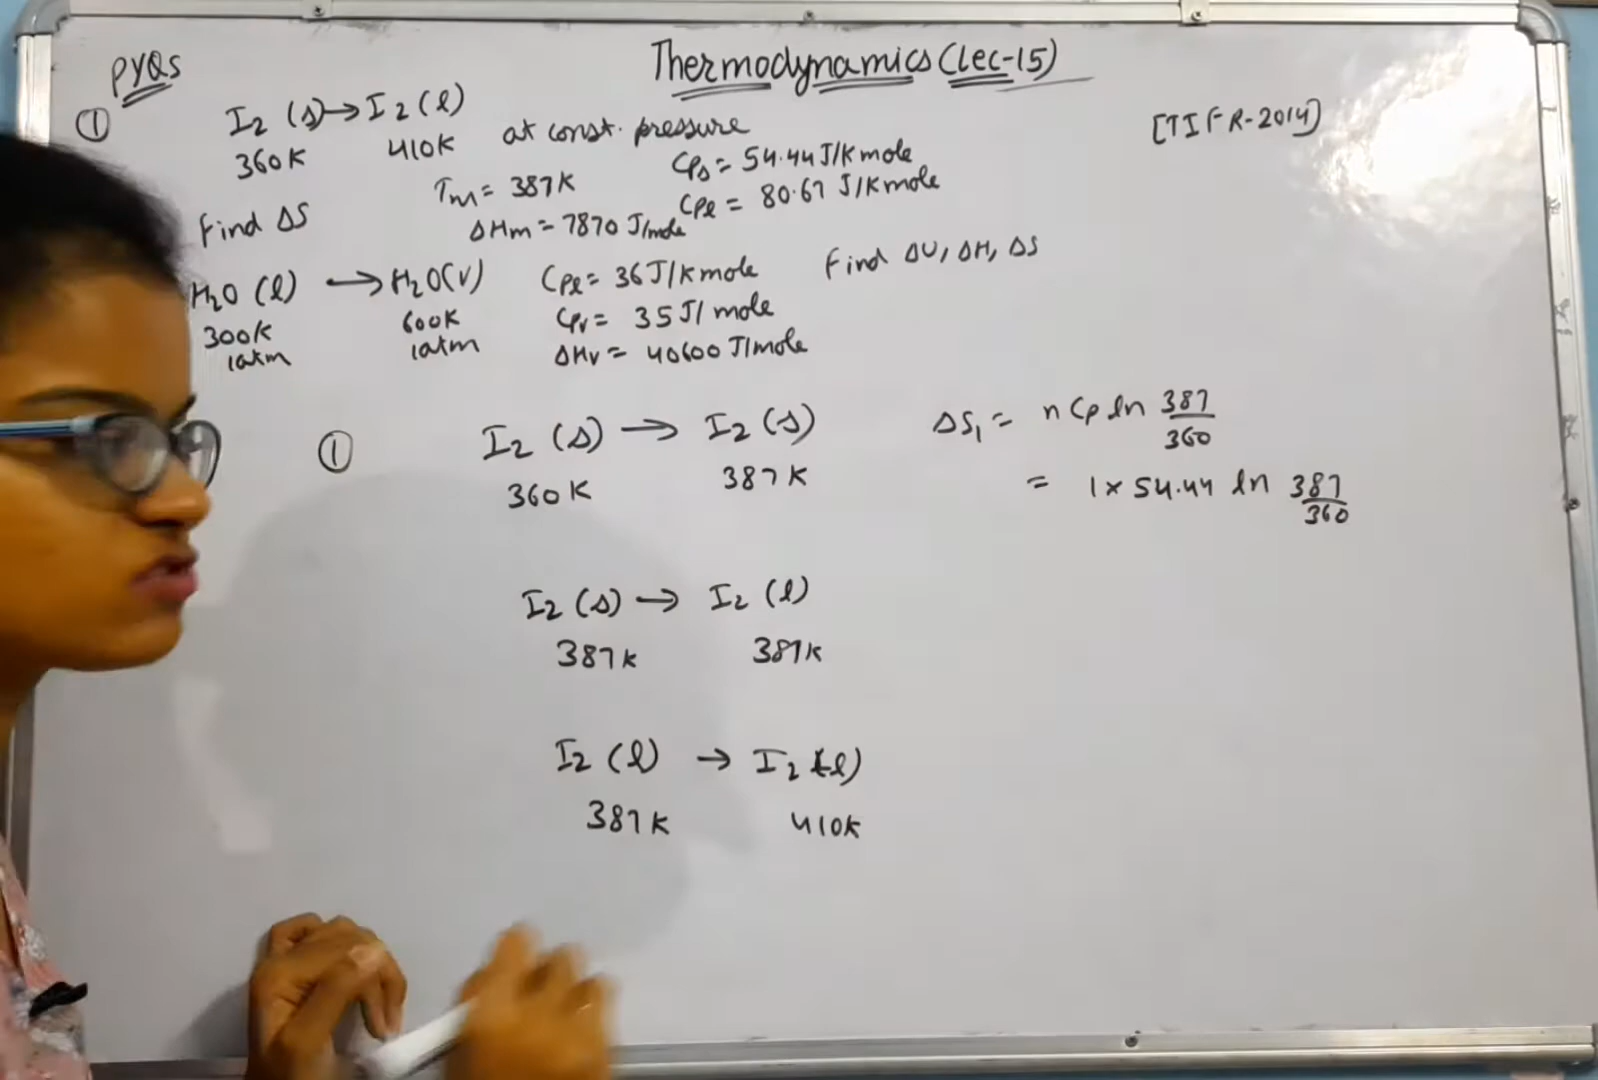 PYQs
Thermodynamics (Lec-15)
[TIFR-2014]
① I2 (s) → I2 (l) at const. pressure
360K 410K
Cps = 54.44 J/K mole
Tm = 387K
Cpl = 80.67 J/K mole
Find ΔS
ΔHm = 7870 J/mole
H2O (l) → H2O(v) Cpl = 36 J/K mole Find ΔU, ΔH, ΔS
300K 600K Cpv = 35 J/ mole
1atm 1atm ΔHv = 40600 J/mole
① I2 (s) → I2 (s) ΔS1 = n Cp ln 387/360
360K 387K = 1 × 54.44 ln 387/360
I2 (s) → I2 (l)
387K 387K
I2 (l) → I2 (l)
387K 410K